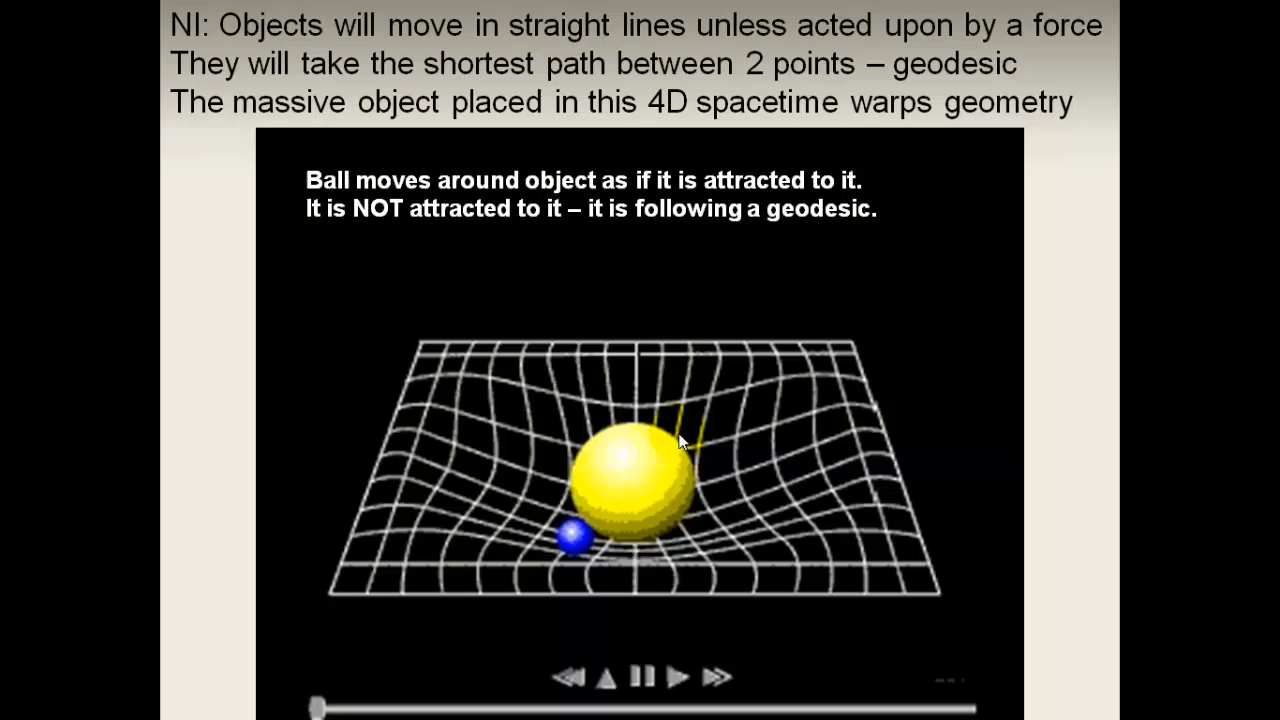 NI: Objects will move in straight lines unless acted upon by a force
They will take the shortest path between 2 points – geodesic
The massive object placed in this 4D spacetime warps geometry
Ball moves around object as if it is attracted to it.
It is NOT attracted to it – it is following a geodesic.